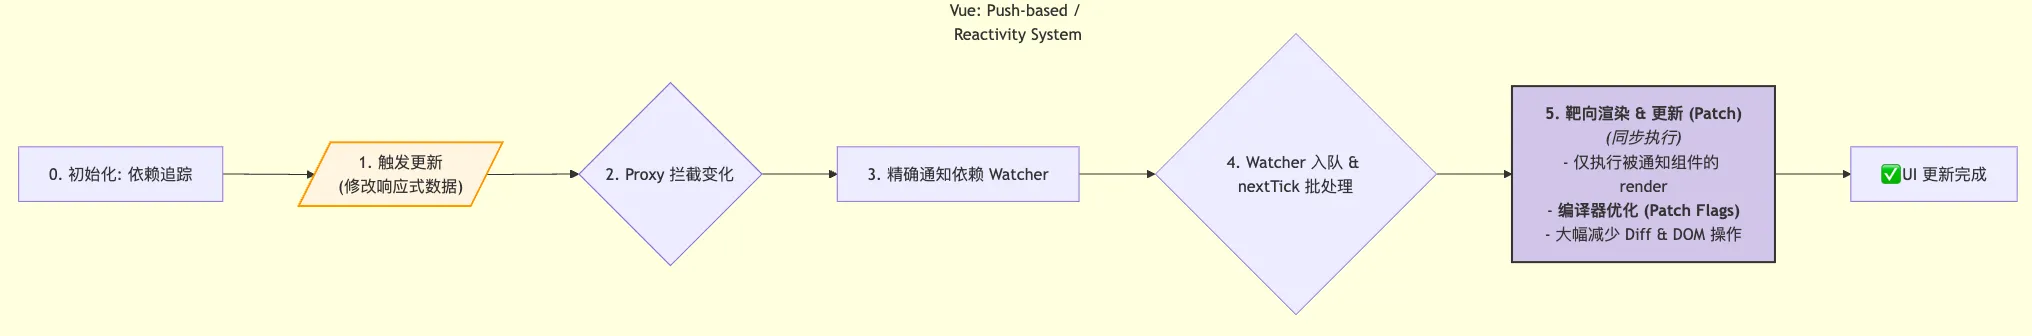 Vue: Push-based /
Reactivity System
0. 初始化: 依赖追踪
1. 触发更新
(修改响应式数据)
2. Proxy 拦截变化
3. 精确通知依赖 Watcher
4. Watcher 入队 &
nextTick 批处理
5. 靶向渲染 & 更新 (Patch)
(同步执行)
- 仅执行被通知组件的
render
- 编译器优化 (Patch Flags)
- 大幅减少 Diff & DOM 操作
✅UI 更新完成